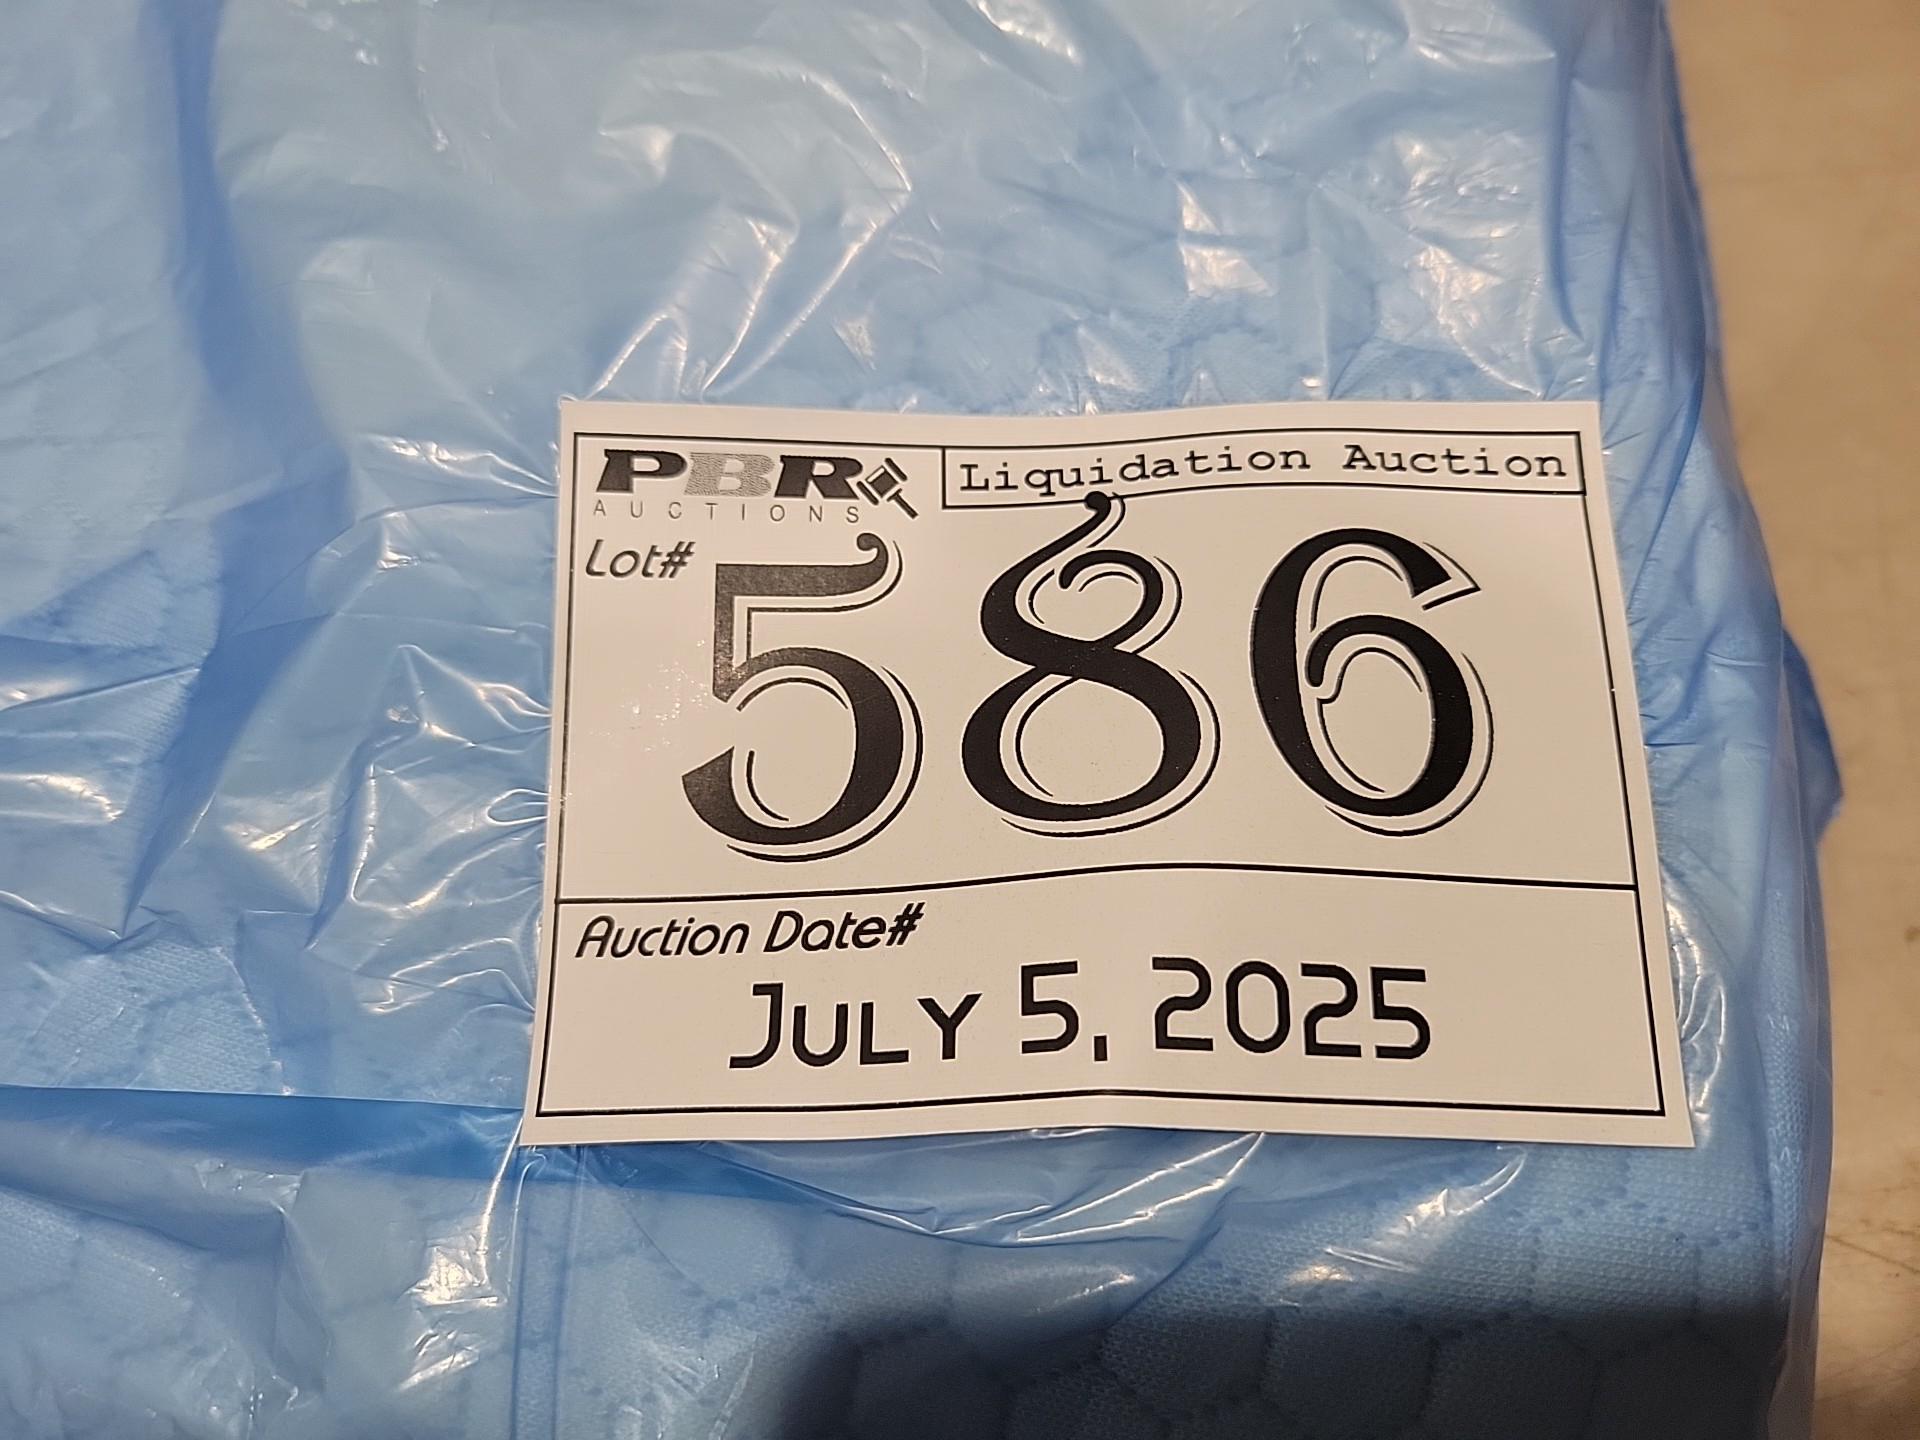 PBR
AUCTIONS
Liquidation Auction
Lot#
586
Auction Date#
July 5, 2025